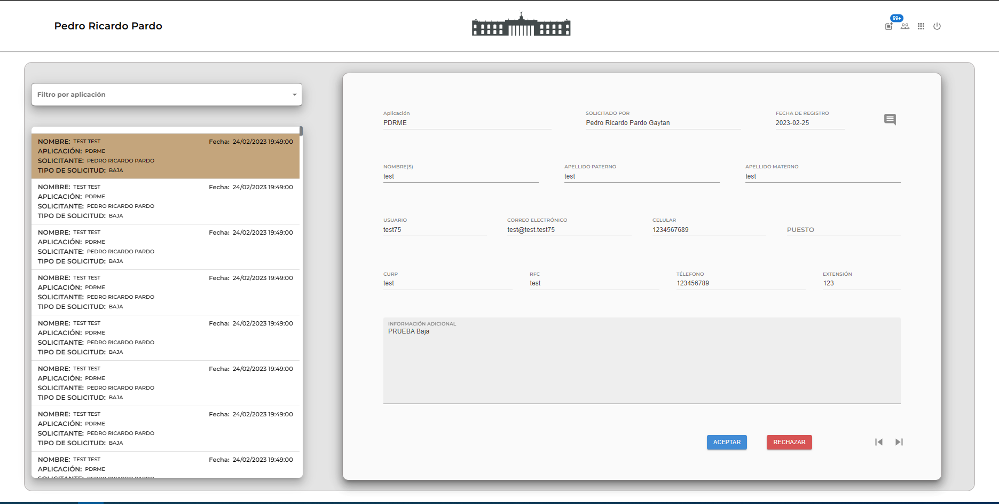 Pedro Ricardo Pardo
99+
Filtro por aplicación
NOMBRE: TEST TEST Fecha: 24/02/2023 19:49:00
APLICACIÓN: PDRME
SOLICITANTE: PEDRO RICARDO PARDO
TIPO DE SOLICITUD: BAJA
NOMBRE: TEST TEST Fecha: 24/02/2023 19:49:00
APLICACIÓN: PDRME
SOLICITANTE: PEDRO RICARDO PARDO
TIPO DE SOLICITUD: BAJA
NOMBRE: TEST TEST Fecha: 24/02/2023 19:49:00
APLICACIÓN: PDRME
SOLICITANTE: PEDRO RICARDO PARDO
TIPO DE SOLICITUD: BAJA
NOMBRE: TEST TEST Fecha: 24/02/2023 19:49:00
APLICACIÓN: PDRME
SOLICITANTE: PEDRO RICARDO PARDO
TIPO DE SOLICITUD: BAJA
NOMBRE: TEST TEST Fecha: 24/02/2023 19:49:00
APLICACIÓN: PDRME
SOLICITANTE: PEDRO RICARDO PARDO
TIPO DE SOLICITUD: BAJA
NOMBRE: TEST TEST Fecha: 24/02/2023 19:49:00
APLICACIÓN: PDRME
SOLICITANTE: PEDRO RICARDO PARDO
TIPO DE SOLICITUD: BAJA
NOMBRE: TEST TEST Fecha: 24/02/2023 19:49:00
APLICACIÓN: PDRME
SOLICITANTE: PEDRO RICARDO PARDO
TIPO DE SOLICITUD: BAJA
NOMBRE: TEST TEST Fecha: 24/02/2023 19:49:00
APLICACIÓN: PDRME
SOLICITANTE: PEDRO RICARDO PARDO
Aplicación SOLICITADO POR FECHA DE REGISTRO
PDRME Pedro Ricardo Pardo Gaytan 2023-02-25
NOMBRE(S) APELLIDO PATERNO APELLIDO MATERNO
test test test
USUARIO CORREO ELECTRÓNICO CELULAR
test75 test@test.test75 1234567689 PUESTO
CURP RFC TÉLEFONO EXTENSIÓN
test test 123456789 123
INFORMACIÓN ADICIONAL
PRUEBA Baja
ACEPTAR RECHAZAR